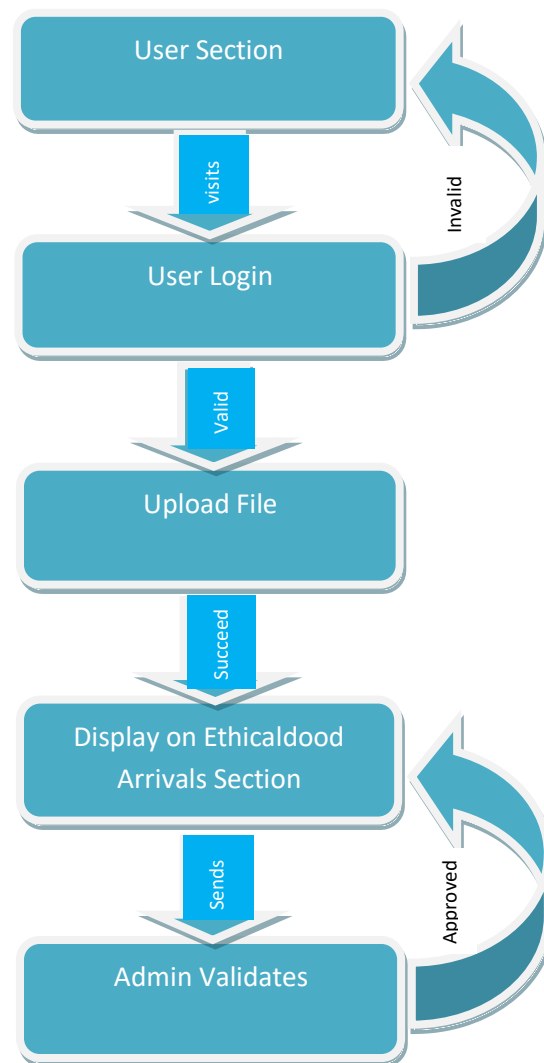 User Section
visits
Invalid
User Login
Valid
Upload File
Succeed
Display on Ethicaldood
Arrivals Section
Sends
Approved
Admin Validates